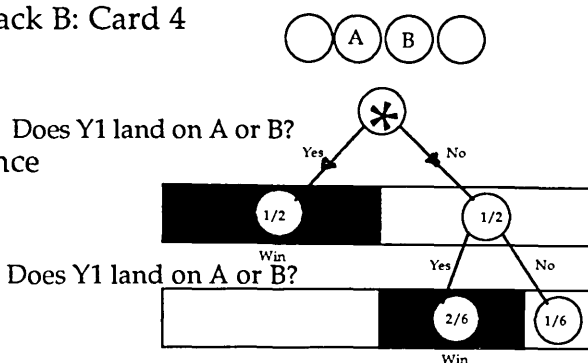 ack B: Card 4
A B
Does Y1 land on A or B?
nce
Yes No
1/2 1/2
Win
Does Y1 land on A or B?
Yes No
2/6 1/6
Win